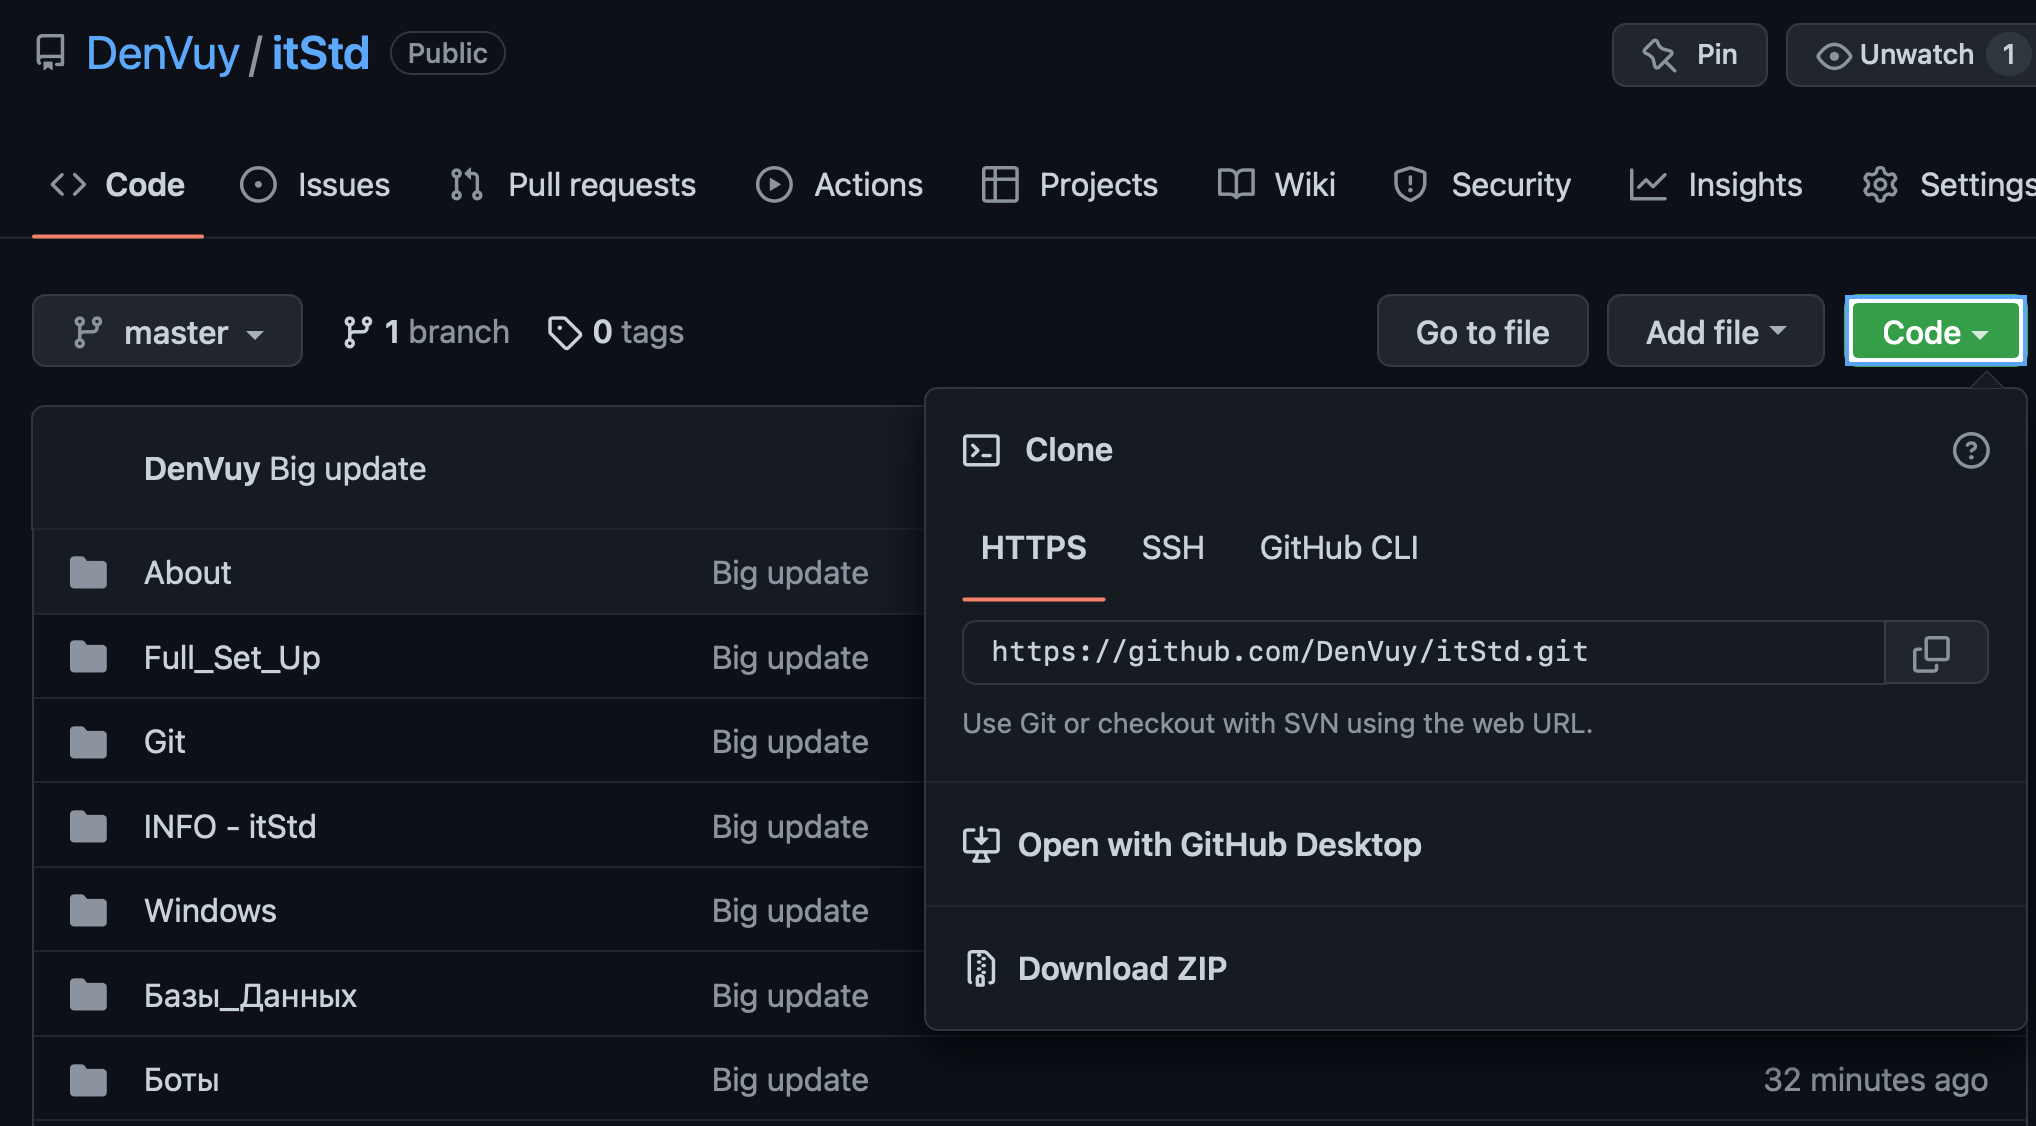 DenVuy / itStd Public Pin Unwatch 1
Code Issues Pull requests Actions Projects Wiki Security Insights Settings
master 1 branch 0 tags Go to file Add file Code
DenVuy Big update
About Big update
Full_Set_Up Big update
Git Big update
INFO - itStd Big update
Windows Big update
Базы_Данных Big update
Боты Big update 32 minutes ago
Clone
HTTPS SSH GitHub CLI
https://github.com/DenVuy/itStd.git
Use Git or checkout with SVN using the web URL.
Open with GitHub Desktop
Download ZIP